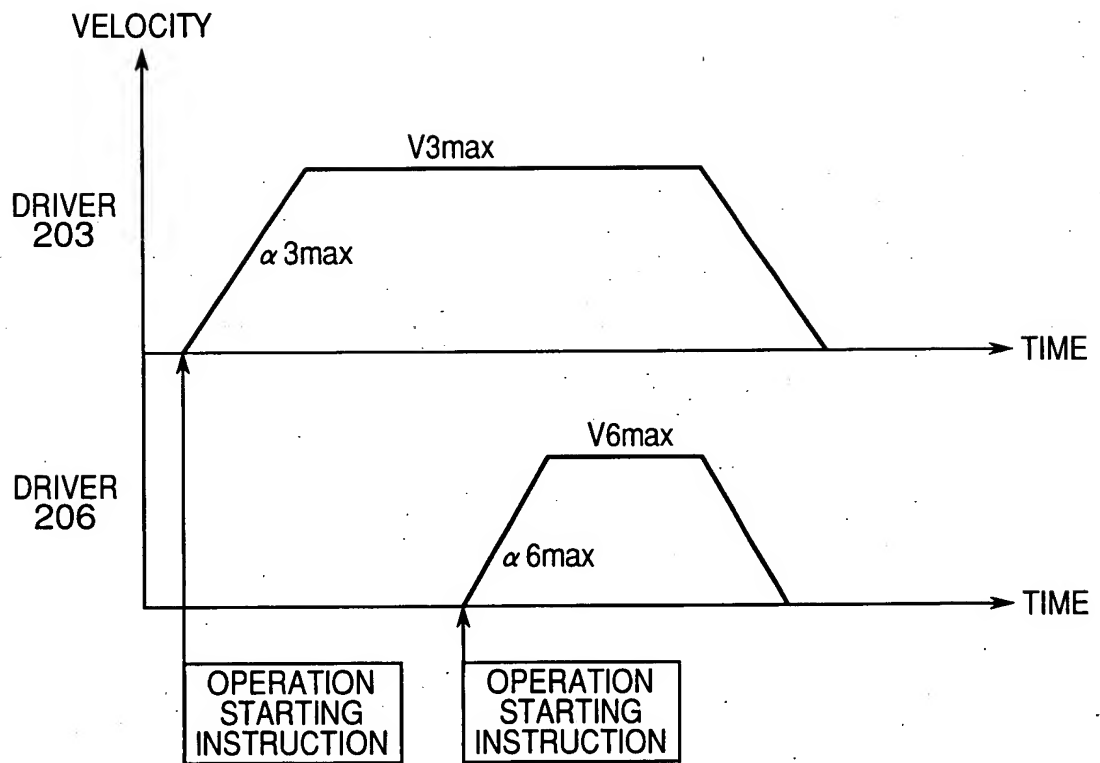 VELOCITY
V3max
DRIVER
203
α 3max
TIME
V6max
DRIVER
206
α 6max
TIME
OPERATION
STARTING
INSTRUCTION
OPERATION
STARTING
INSTRUCTION